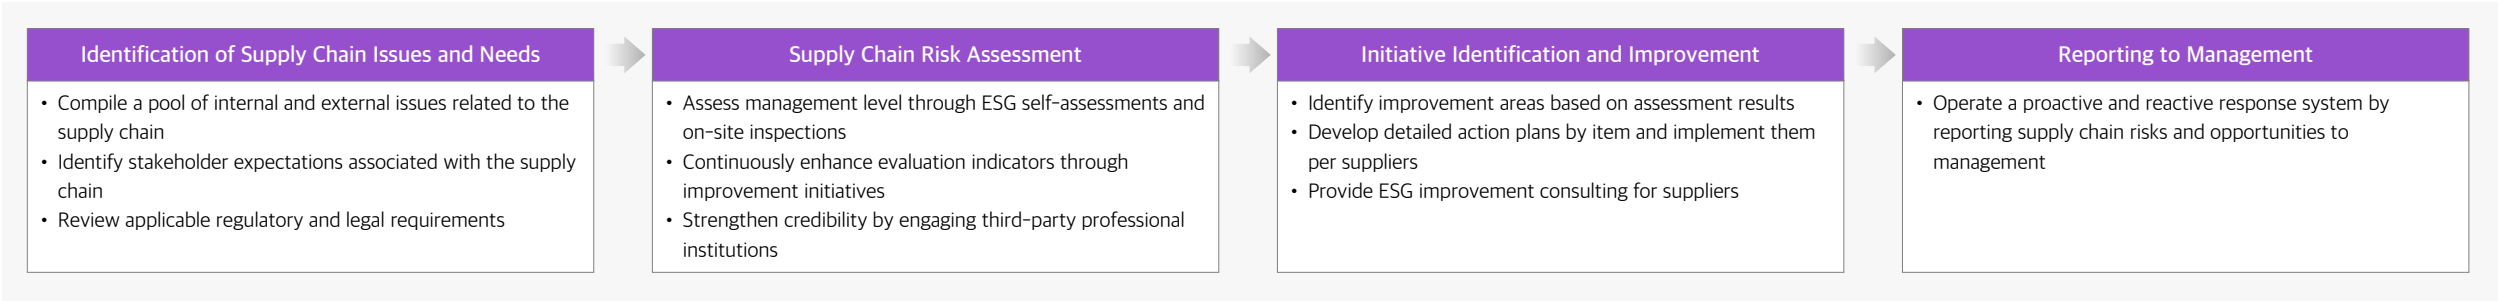 Identification of Supply Chain Issues and Needs
• Compile a pool of internal and external issues related to the
supply chain
• Identify stakeholder expectations associated with the supply
chain
• Review applicable regulatory and legal requirements
Supply Chain Risk Assessment
• Assess management level through ESG self-assessments and
on-site inspections
• Continuously enhance evaluation indicators through
improvement initiatives
• Strengthen credibility by engaging third-party professional
institutions
Initiative Identification and Improvement
• Identify improvement areas based on assessment results
• Develop detailed action plans by item and implement them
per suppliers
• Provide ESG improvement consulting for suppliers
Reporting to Management
• Operate a proactive and reactive response system by
reporting supply chain risks and opportunities to
management